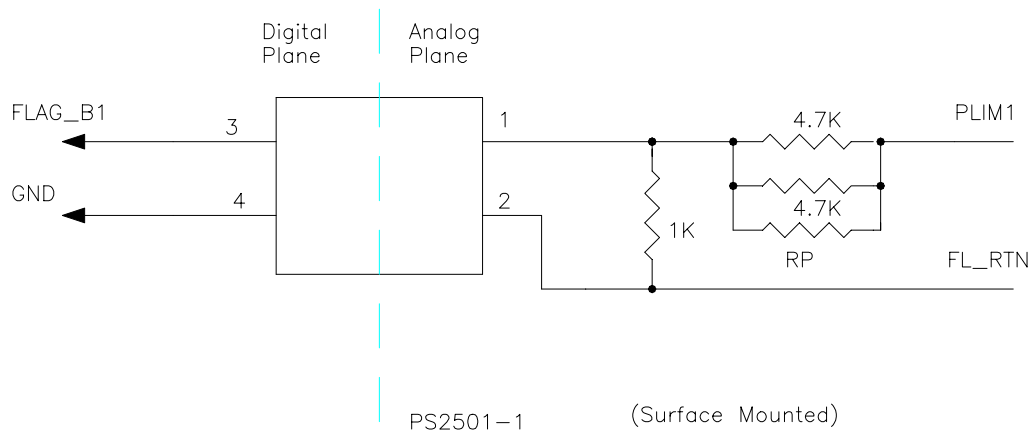 Digital
Plane
Analog
Plane
FLAG_B1
3
1
4.7K
PLIM1
GND
4
2
1K
4.7K
RP
FL_RTN
PS2501-1
(Surface Mounted)